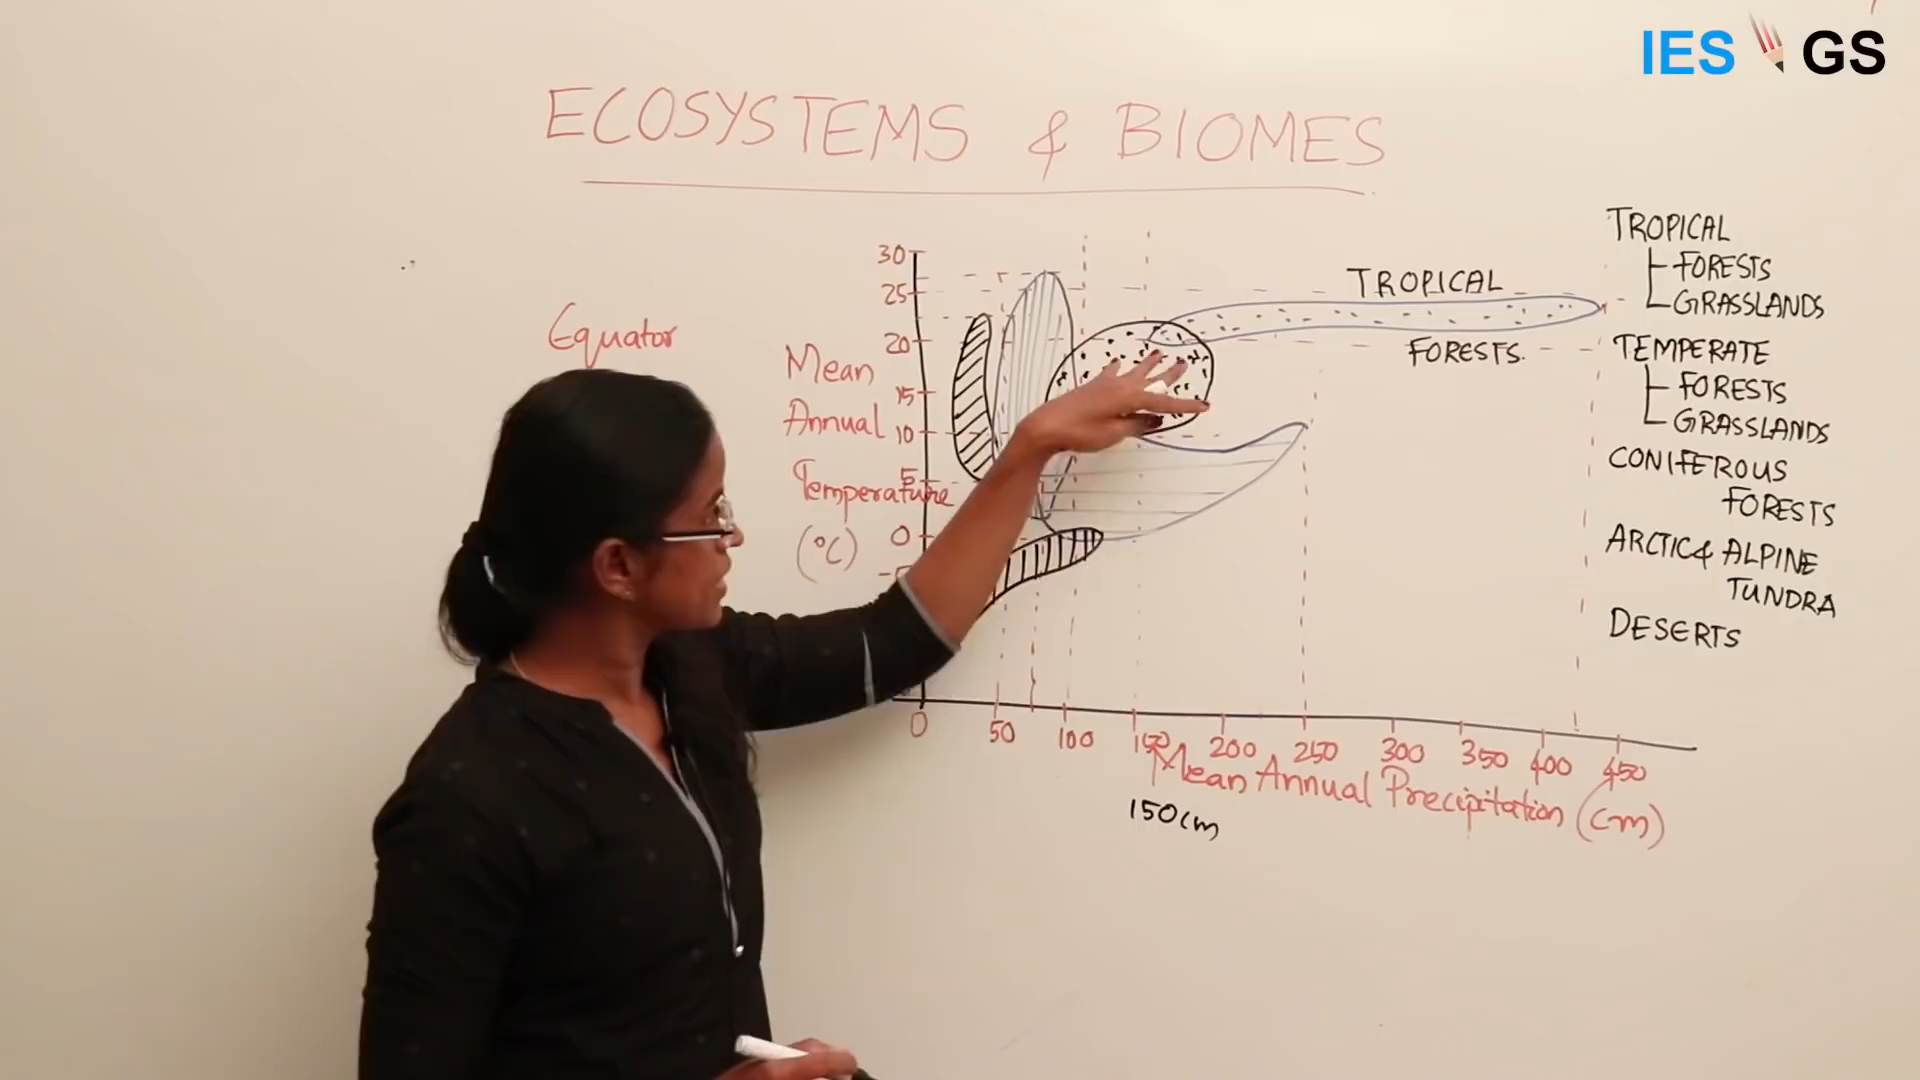 IES GS
ECOSYSTEMS & BIOMES
Equator
Mean
Annual
Temperature
(°C)
30
25
20
15
10
5
0
TROPICAL
FORESTS.
0
50
100
150
200
250
300
350
400
450
Mean Annual Precipitation (cm)
150cm
TROPICAL
FORESTS
GRASSLANDS
TEMPERATE
FORESTS
GRASSLANDS
CONIFEROUS
FORESTS
ARCTIC & ALPINE
TUNDRA
DESERTS